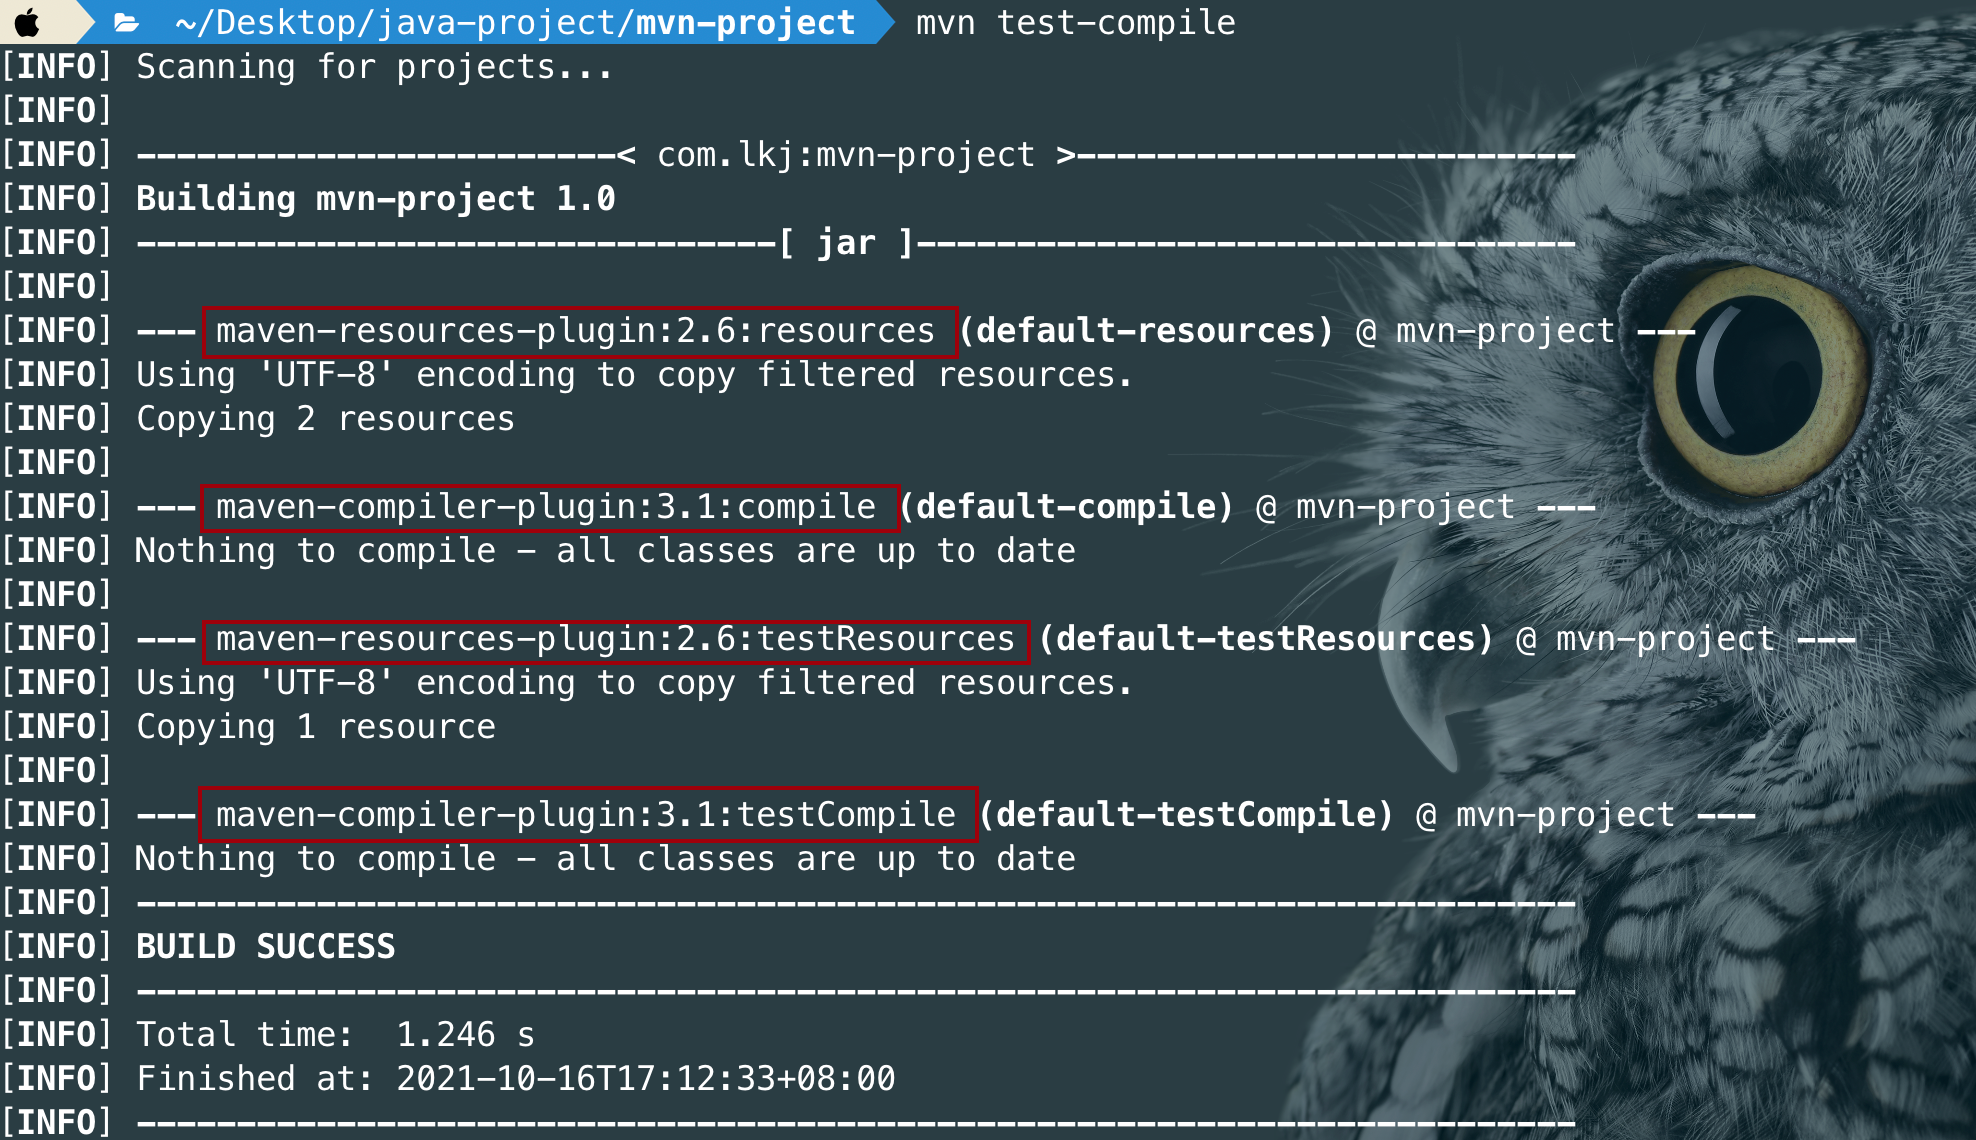 ~/Desktop/java-project/mvn-project mvn test-compile
[INFO] Scanning for projects...
[INFO]
[INFO] ------------------------< com.lkj:mvn-project >-------------------------
[INFO] Building mvn-project 1.0
[INFO] --------------------------------[ jar ]---------------------------------
[INFO]
[INFO] --- maven-resources-plugin:2.6:resources (default-resources) @ mvn-project ---
[INFO] Using 'UTF-8' encoding to copy filtered resources.
[INFO] Copying 2 resources
[INFO]
[INFO] --- maven-compiler-plugin:3.1:compile (default-compile) @ mvn-project ---
[INFO] Nothing to compile - all classes are up to date
[INFO]
[INFO] --- maven-resources-plugin:2.6:testResources (default-testResources) @ mvn-project ---
[INFO] Using 'UTF-8' encoding to copy filtered resources.
[INFO] Copying 1 resource
[INFO]
[INFO] --- maven-compiler-plugin:3.1:testCompile (default-testCompile) @ mvn-project ---
[INFO] Nothing to compile - all classes are up to date
[INFO] ------------------------------------------------------------------------
[INFO] BUILD SUCCESS
[INFO] ------------------------------------------------------------------------
[INFO] Total time:  1.246 s
[INFO] Finished at: 2021-10-16T17:12:33+08:00
[INFO] ------------------------------------------------------------------------